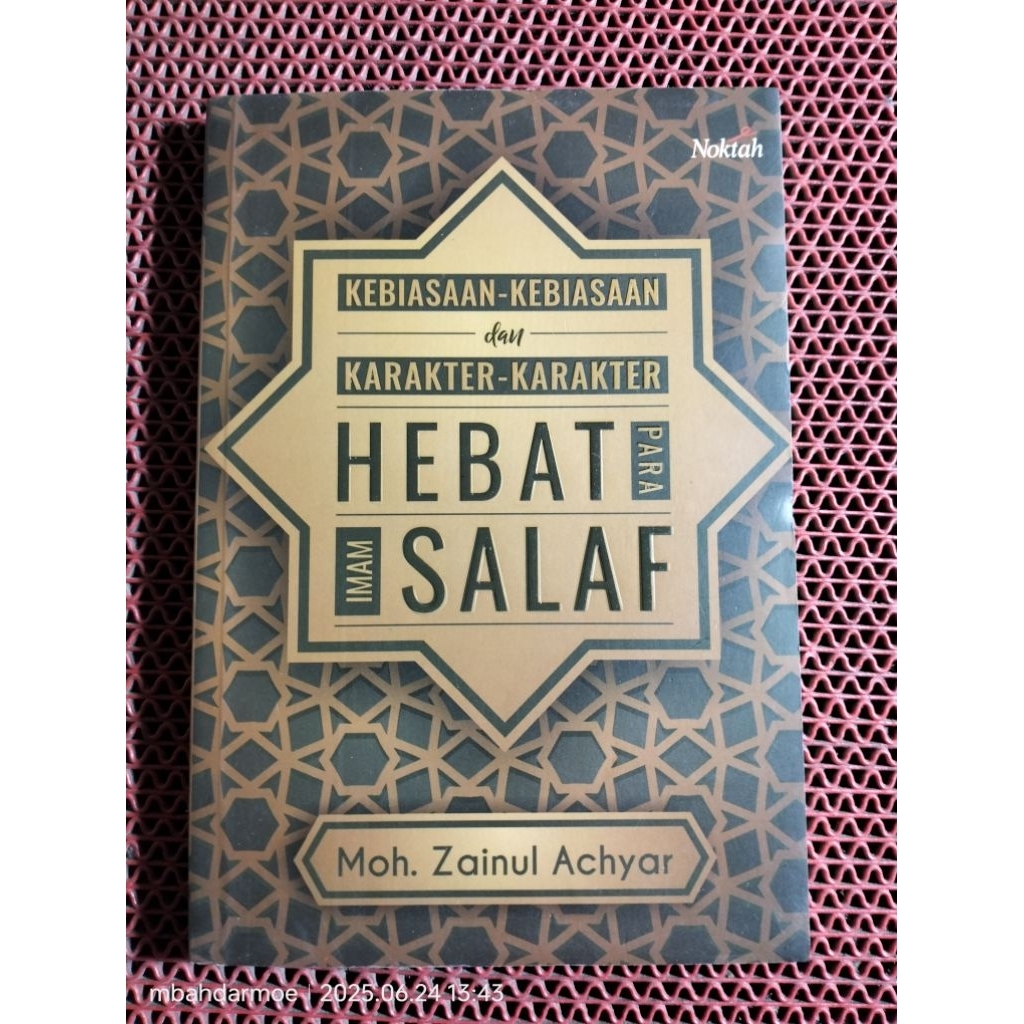 Noktah
KEBIASAAN-KEBIASAAN
dan
KARAKTER-KARAKTER
HEBAT PARA
IMAM SALAF
Moh. Zainul Achyar
mbahdarmoe | 2025.06.24 13:43